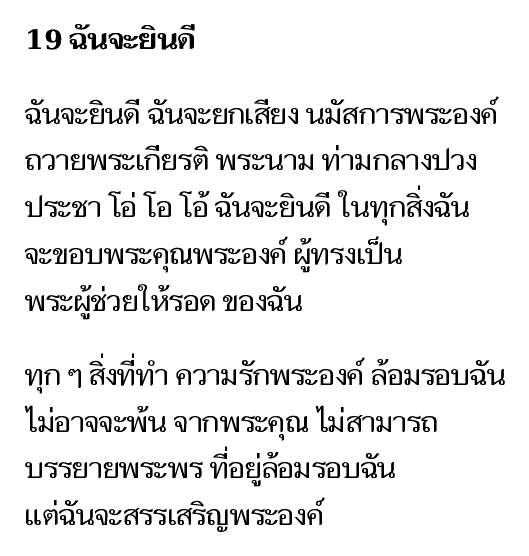 19 ฉันจะยินดี
ฉันจะยินดี ฉันจะยกเสียง นมัสการพระองค์
ถวายพระเกียรติ พระนาม ท่ามกลางปวง
ประชา โอ่ โอ โอ้ ฉันจะยินดี ในทุกสิ่งฉัน
จะขอบพระคุณพระองค์ ผู้ทรงเป็น
พระผู้ช่วยให้รอด ของฉัน
ทุก ๆ สิ่งที่ทำ ความรักพระองค์ ล้อมรอบฉัน
ไม่อาจจะพ้น จากพระคุณ ไม่สามารถ
บรรยายพระพร ที่อยู่ล้อมรอบฉัน
แต่ฉันจะสรรเสริญพระองค์